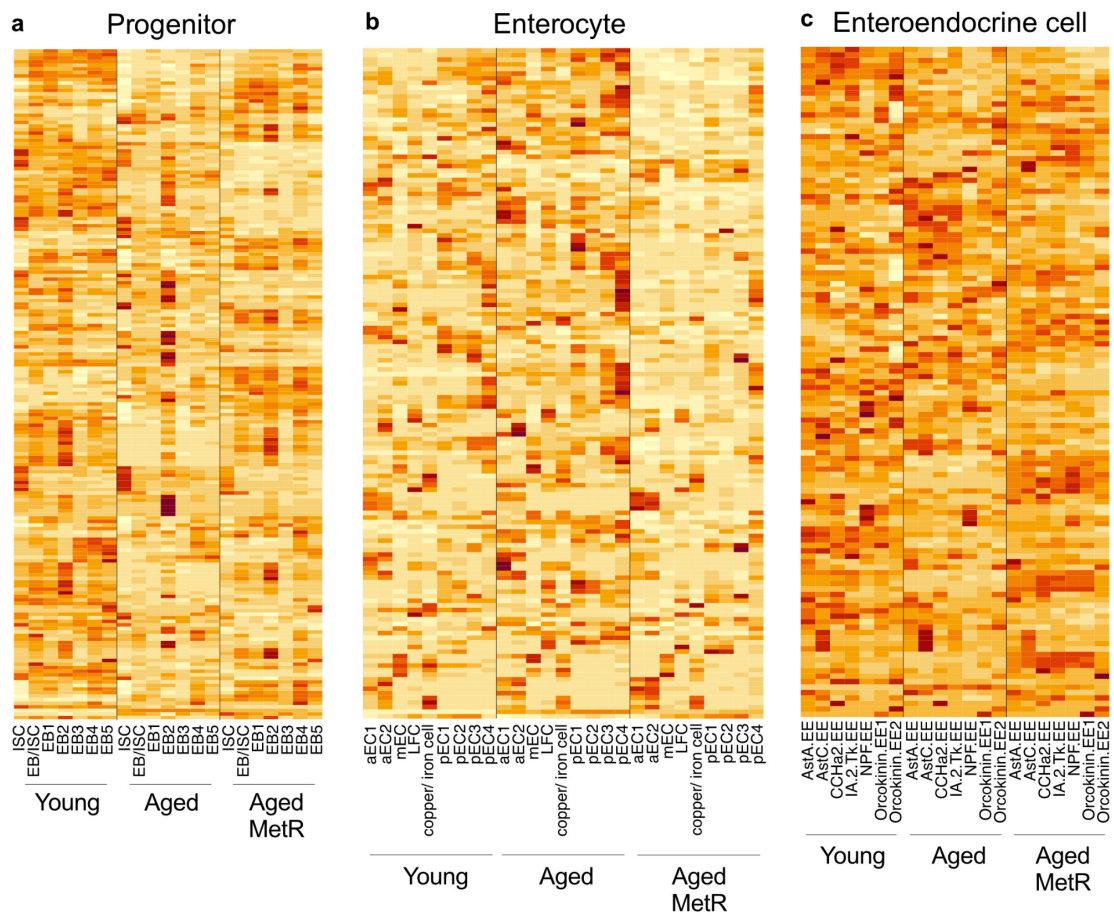 a
Progenitor
b
Enterocyte
c
Enteroendocrine cell
ISC
EB/ISC
EB1
EB2
EB3
EB4
EB5
ISC
EB/ISC
EB1
EB2
EB3
EB4
EB5
ISC
EB/ISC
EB1
EB2
EB3
EB4
EB5
Young
Aged
Aged
MetR
aEC1
aEC2
mEC
LFC
copper/ iron cell
pEC1
pEC2
pEC3
pEC4
aEC1
aEC2
mEC
LFC
copper/ iron cell
pEC1
pEC2
pEC3
pEC4
aEC1
aEC2
mEC
LFC
copper/ iron cell
pEC1
pEC2
pEC3
pEC4
Young
Aged
Aged
MetR
AstA.EE
AstC.EE
CCHa2.EE
IA.2.Tk.EE
NPF.EE
Orcokinin.EE1
Orcokinin.EE2
AstA.EE
AstC.EE
CCHa2.EE
IA.2.Tk.EE
NPF.EE
Orcokinin.EE1
Orcokinin.EE2
AstA.EE
AstC.EE
CCHa2.EE
IA.2.Tk.EE
NPF.EE
Orcokinin.EE1
Orcokinin.EE2
Young
Aged
Aged
MetR